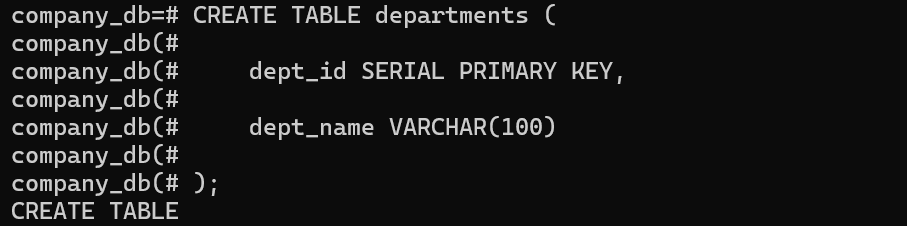 company_db=# CREATE TABLE departments (
company_db(#
company_db(#     dept_id SERIAL PRIMARY KEY,
company_db(#
company_db(#     dept_name VARCHAR(100)
company_db(#
company_db(# );
CREATE TABLE